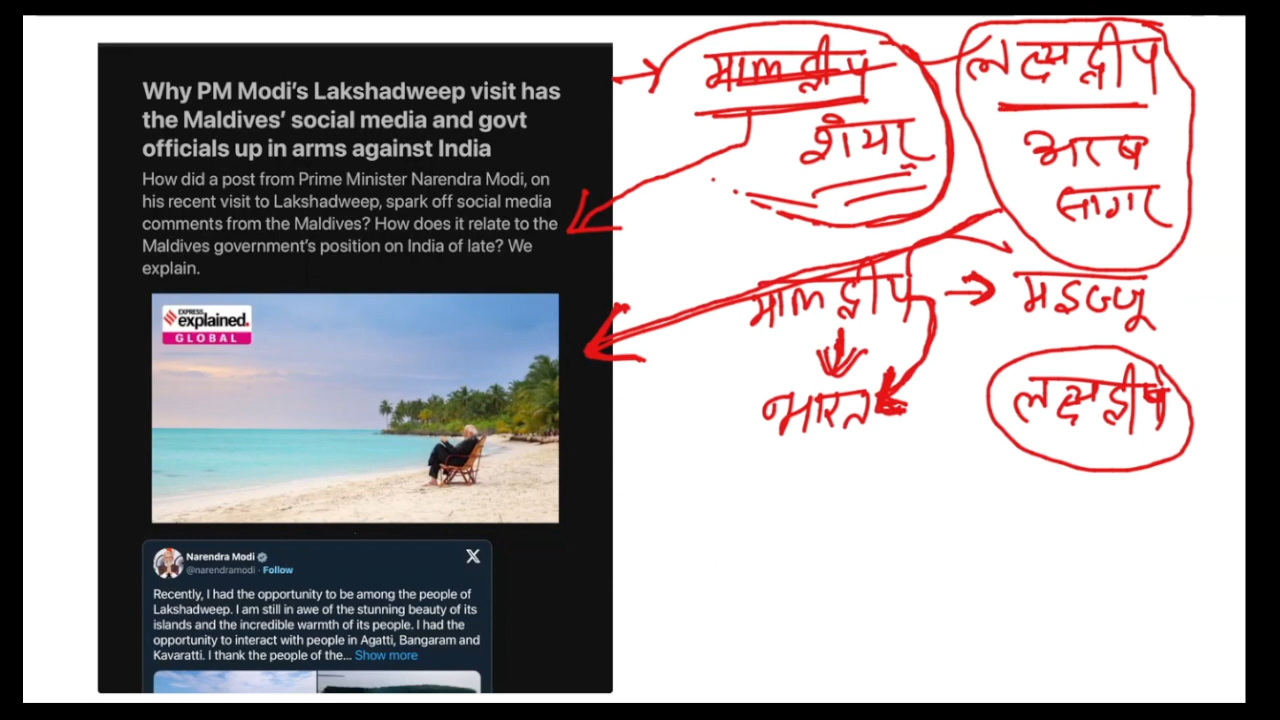 Why PM Modi's Lakshadweep visit has
the Maldives' social media and govt
officials up in arms against India
How did a post from Prime Minister Narendra Modi, on
his recent visit to Lakshadweep, spark off social media
comments from the Maldives? How does it relate to the
Maldives government's position on India of late? We
explain.
EXPRESS
explained.
GLOBAL
Narendra Modi
@narendramodi · Follow
X
Recently, I had the opportunity to be among the people of
Lakshadweep. I am still in awe of the stunning beauty of its
islands and the incredible warmth of its people. I had the
opportunity to interact with people in Agatti, Bangaram and
Kavaratti. I thank the people of the... Show more
मालद्वीप
लक्षद्वीप
अरब
सागर
मालद्वीप → मइज्जू
भारत
लक्षद्वीप